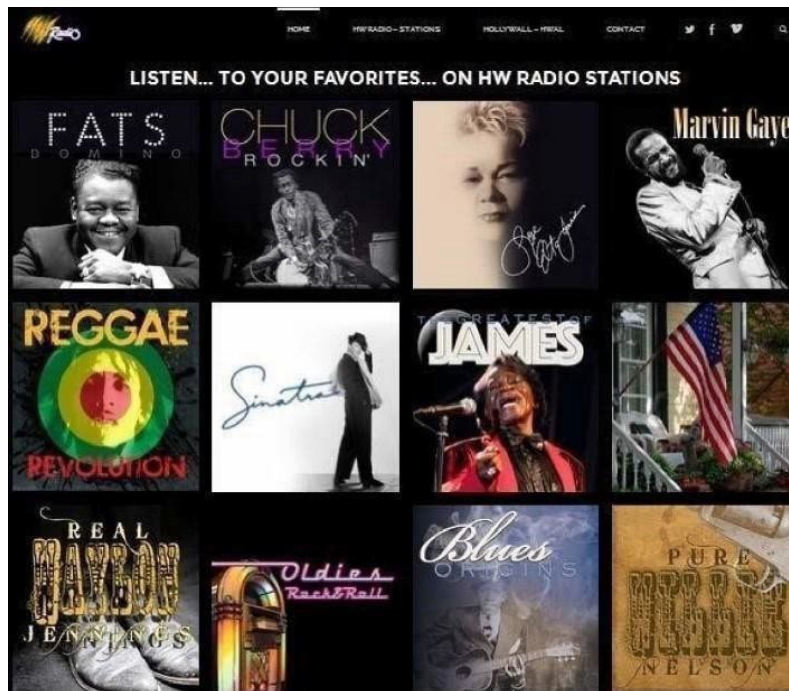 HW Radio
HOME
HW RADIO – STATIONS
HOLLYWALL – HWAL
CONTACT
LISTEN... TO YOUR FAVORITES... ON HW RADIO STATIONS
FATS
DOMINO
CHUCK
BERRY
ROCKIN'
Marvin Gaye
REGGAE
REVOLUTION
Sinatra
THE GREATEST OF
JAMES
REAL
WAYLON
JENNINGS
Oldies
Rock&Roll
Blues
ORIGINS
PURE
WILLIE
NELSON